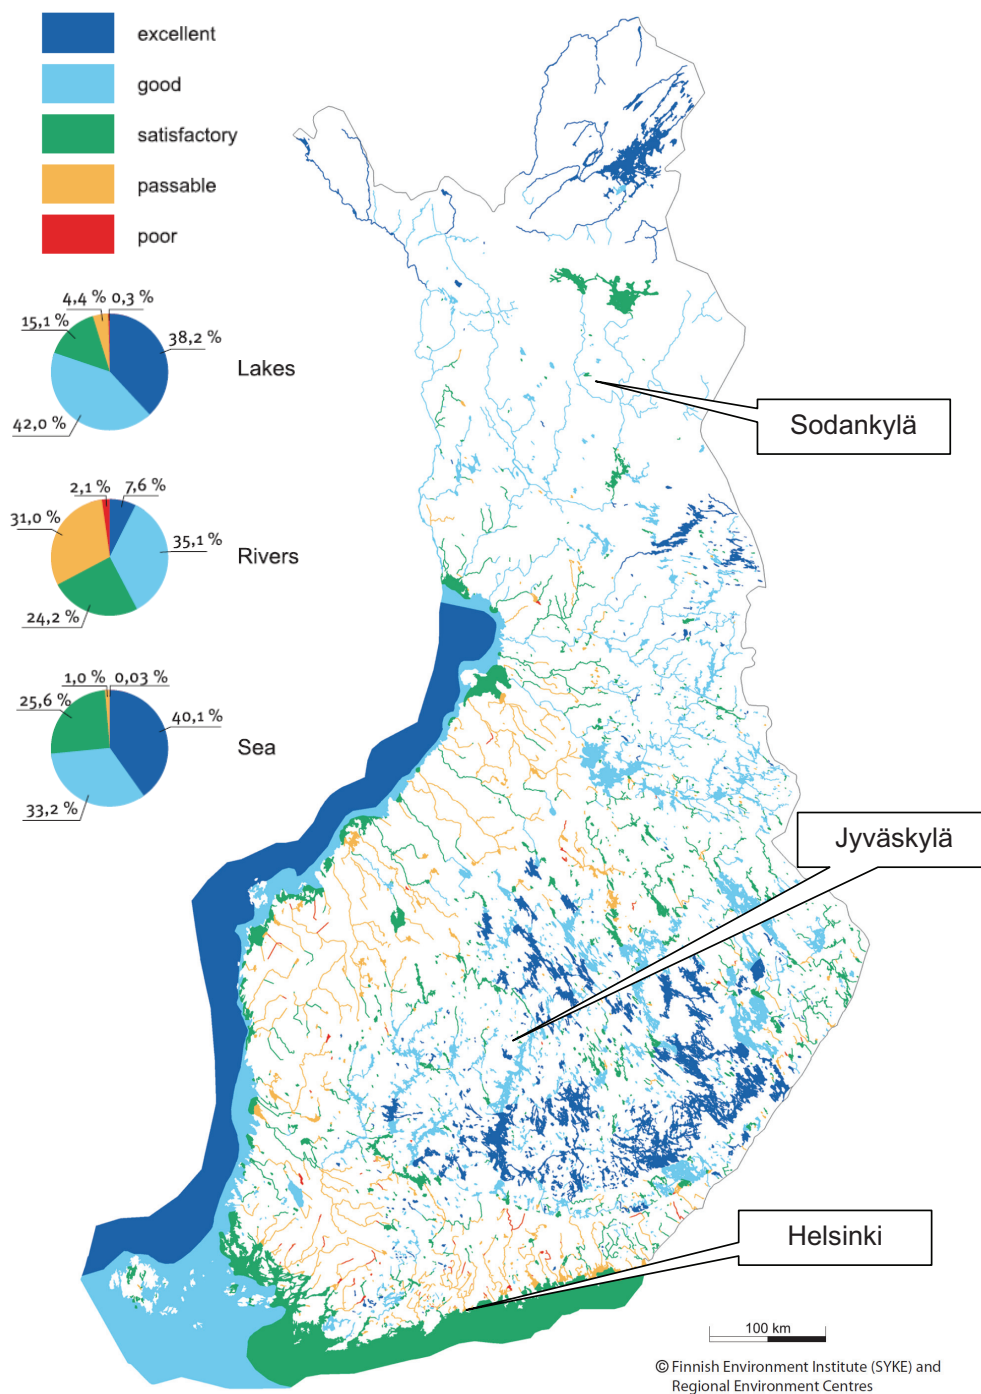 excellent
good
satisfactory
passable
poor
4,4 % 0,3 %
15,1 %
38,2 %
Lakes
42,0 %
2,1 % 7,6 %
31,0 %
35,1 %
Rivers
24,2 %
1,0 % 0,03 %
25,6 %
40,1 %
Sea
33,2 %
Sodankylä
Jyväskylä
Helsinki
100 km
© Finnish Environment Institute (SYKE) and
Regional Environment Centres